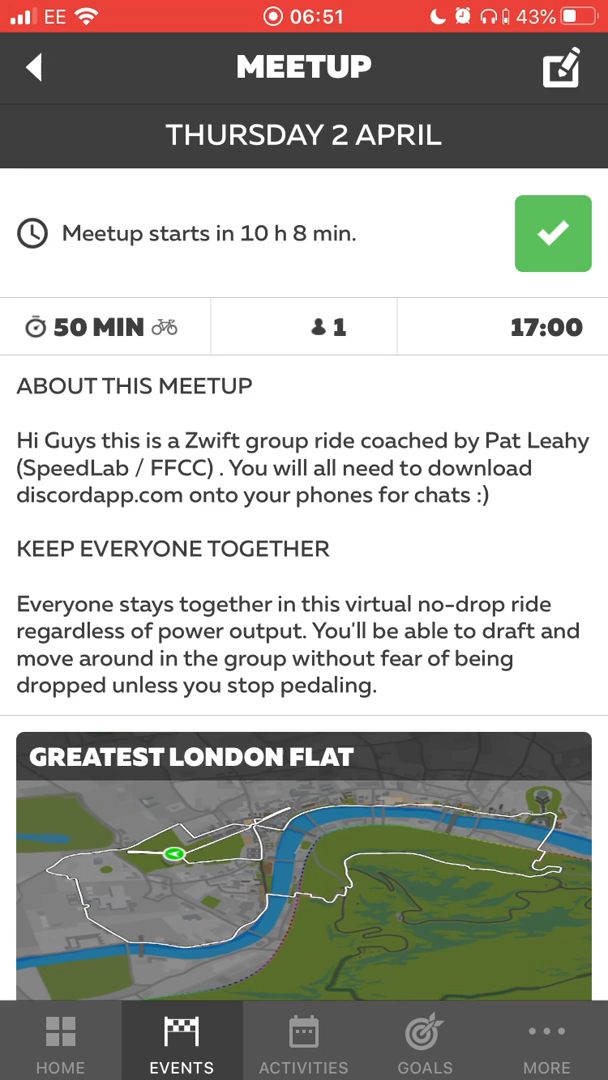 EE 06:51 43%
MEETUP
THURSDAY 2 APRIL
Meetup starts in 10 h 8 min.
50 MIN 1 17:00
ABOUT THIS MEETUP
Hi Guys this is a Zwift group ride coached by Pat Leahy
(SpeedLab / FFCC) . You will all need to download
discordapp.com onto your phones for chats :)
KEEP EVERYONE TOGETHER
Everyone stays together in this virtual no-drop ride
regardless of power output. You'll be able to draft and
move around in the group without fear of being
dropped unless you stop pedaling.
GREATEST LONDON FLAT
HOME EVENTS ACTIVITIES GOALS MORE